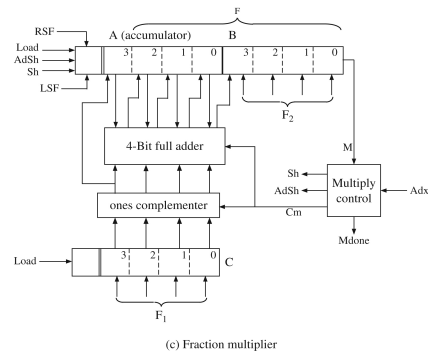 F
RSF
A (accumulator) B
Load
AdSh
Sh
3 2 1 0 3 2 1 0
LSF
F2
M
4-Bit full adder
Sh
AdSh
Multiply
control
Adx
ones complementer
Cm
Mdone
Load
3 2 1 0
C
F1
(c) Fraction multiplier